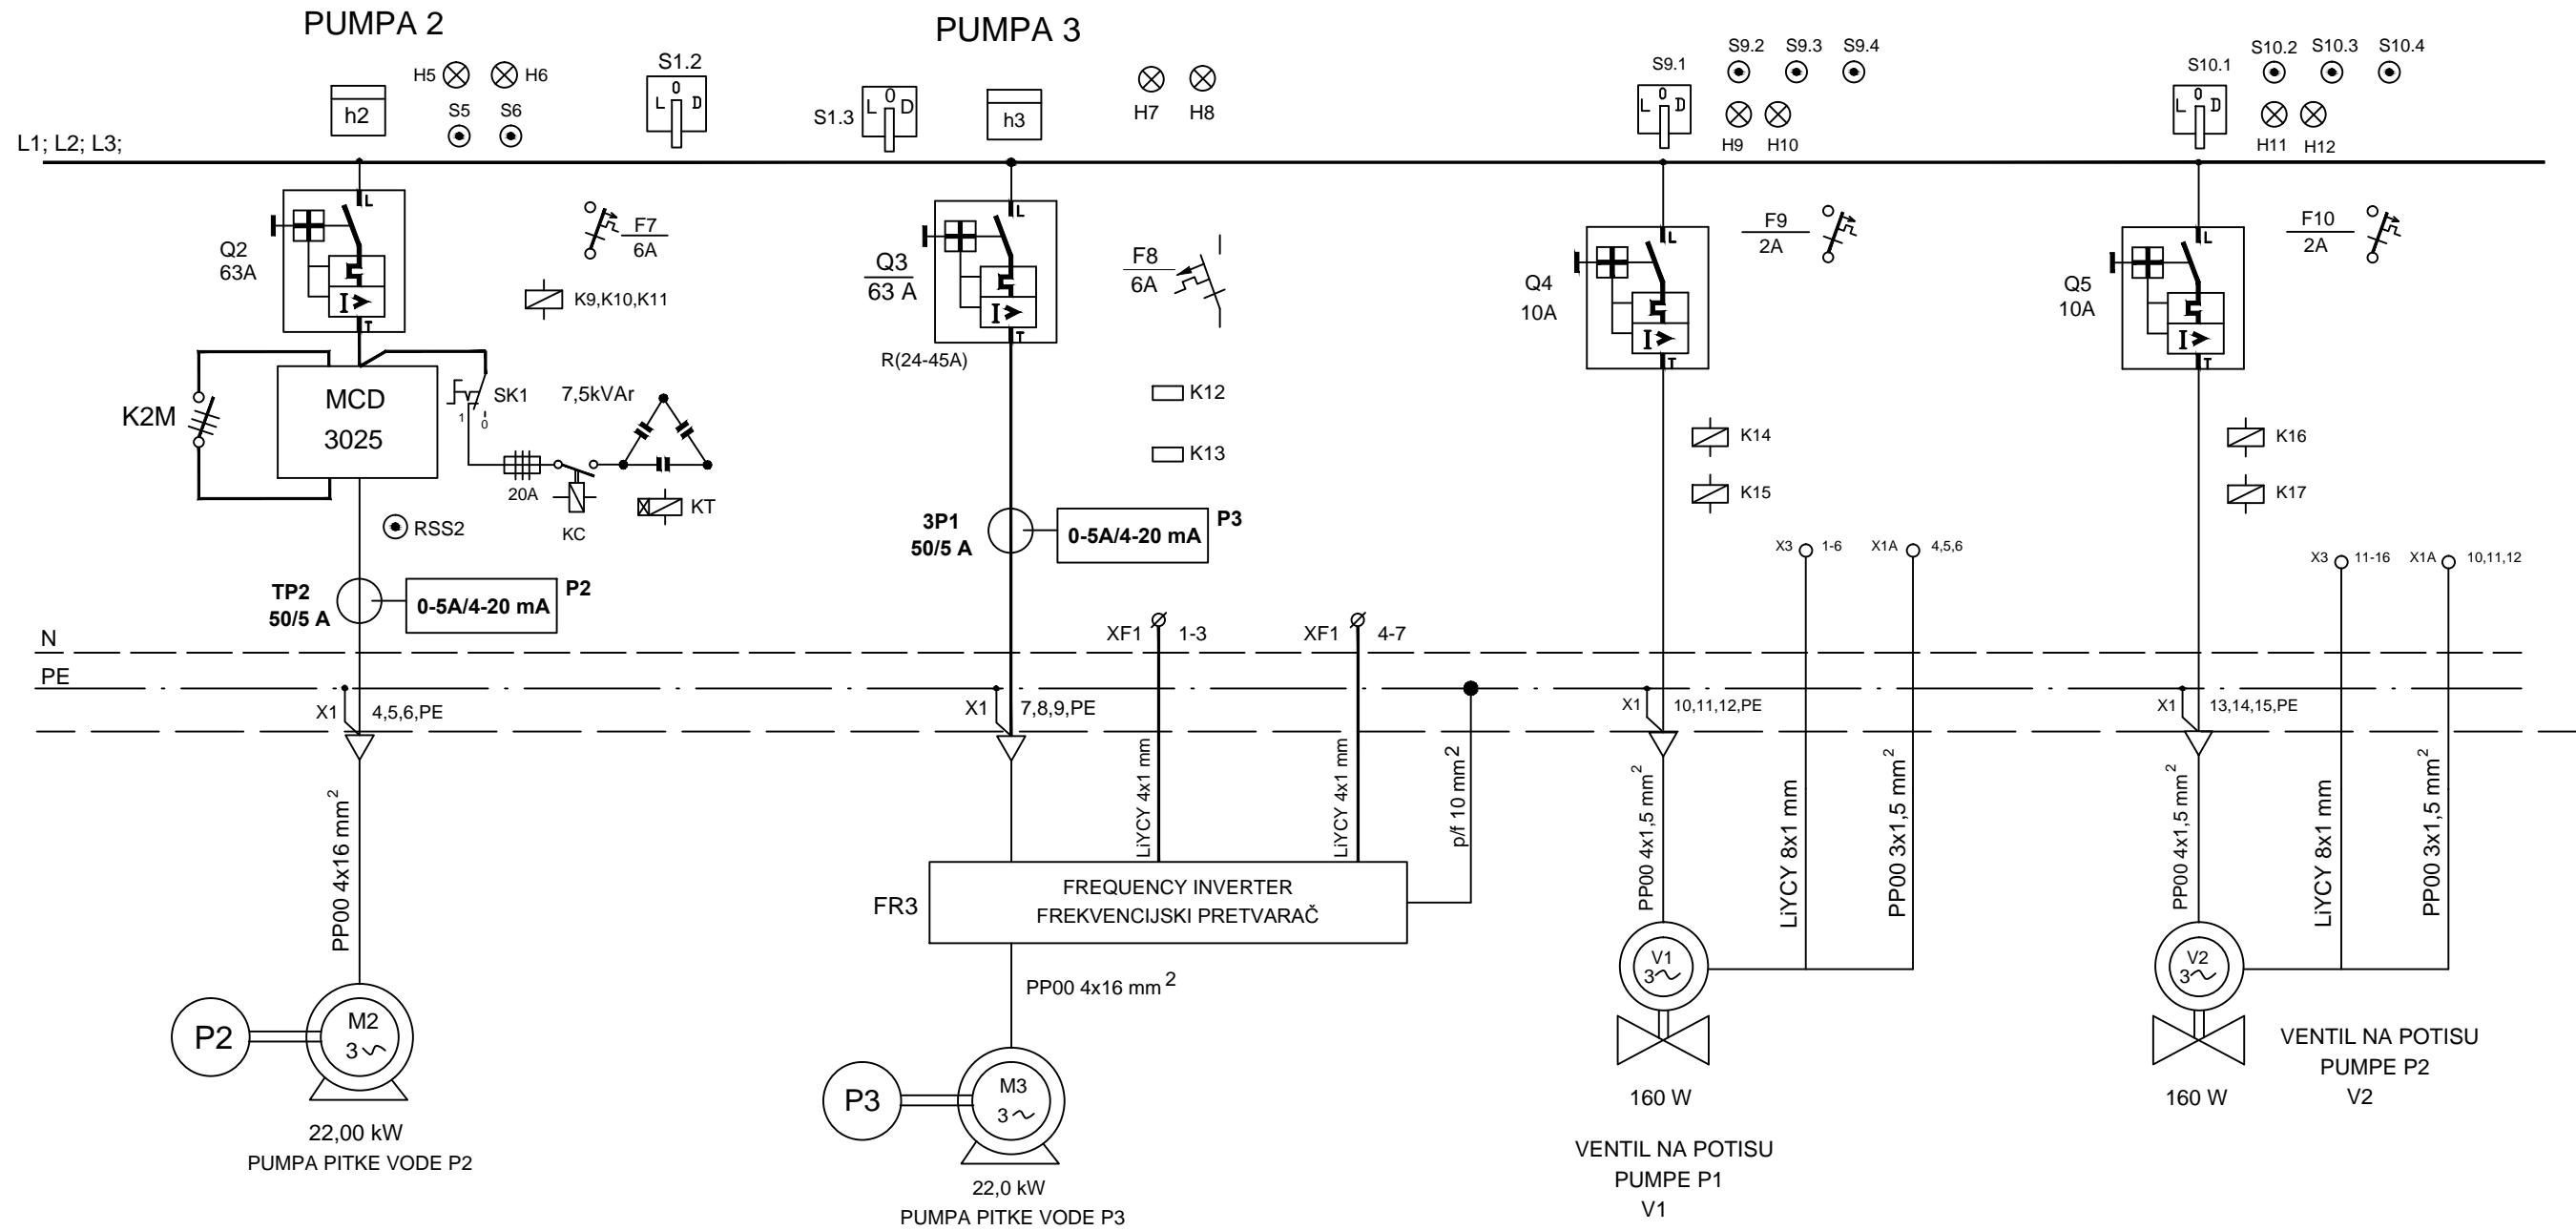 PUMPA 2
PUMPA 3
H5
H6
S5
S6
h2
S1.2
L 0 D
S1.3
L 0 D
h3
H7
H8
S9.1
L 0 D
S9.2
S9.3
S9.4
H9
H10
S10.1
L 0 D
S10.2
S10.3
S10.4
H11
H12
L1; L2; L3;
Q2
63A
L
I>
T
F7
6A
K9,K10,K11
K2M
MCD
3025
SK1
1
0
7,5kVAr
20A
KC
KT
RSS2
TP2
50/5 A
0-5A/4-20 mA
P2
Q3
63 A
L
I>
T
R(24-45A)
F8
6A
K12
K13
3P1
50/5 A
0-5A/4-20 mA
P3
Q4
10A
L
I>
T
F9
2A
K14
K15
X3
1-6
X1A
4,5,6
Q5
10A
L
I>
T
F10
2A
K16
K17
X3
11-16
X1A
10,11,12
N
PE
XF1
1-3
XF1
4-7
X1
4,5,6,PE
X1
7,8,9,PE
X1
10,11,12,PE
X1
13,14,15,PE
PP00 4x16 mm²
LiYCY 4x1 mm
LiYCY 4x1 mm
p/f 10 mm²
PP00 4x1,5 mm²
LiYCY 8x1 mm
PP00 3x1,5 mm²
PP00 4x1,5 mm²
LiYCY 8x1 mm
PP00 3x1,5 mm²
FR3
FREQUENCY INVERTER
FREKVENCIJSKI PRETVARAČ
PP00 4x16 mm²
P2
M2
3
22,00 kW
PUMPA PITKE VODE P2
P3
M3
3
22,0 kW
PUMPA PITKE VODE P3
V1
3
160 W
VENTIL NA POTISU
PUMPE P1
V1
V2
3
160 W
VENTIL NA POTISU
PUMPE P2
V2